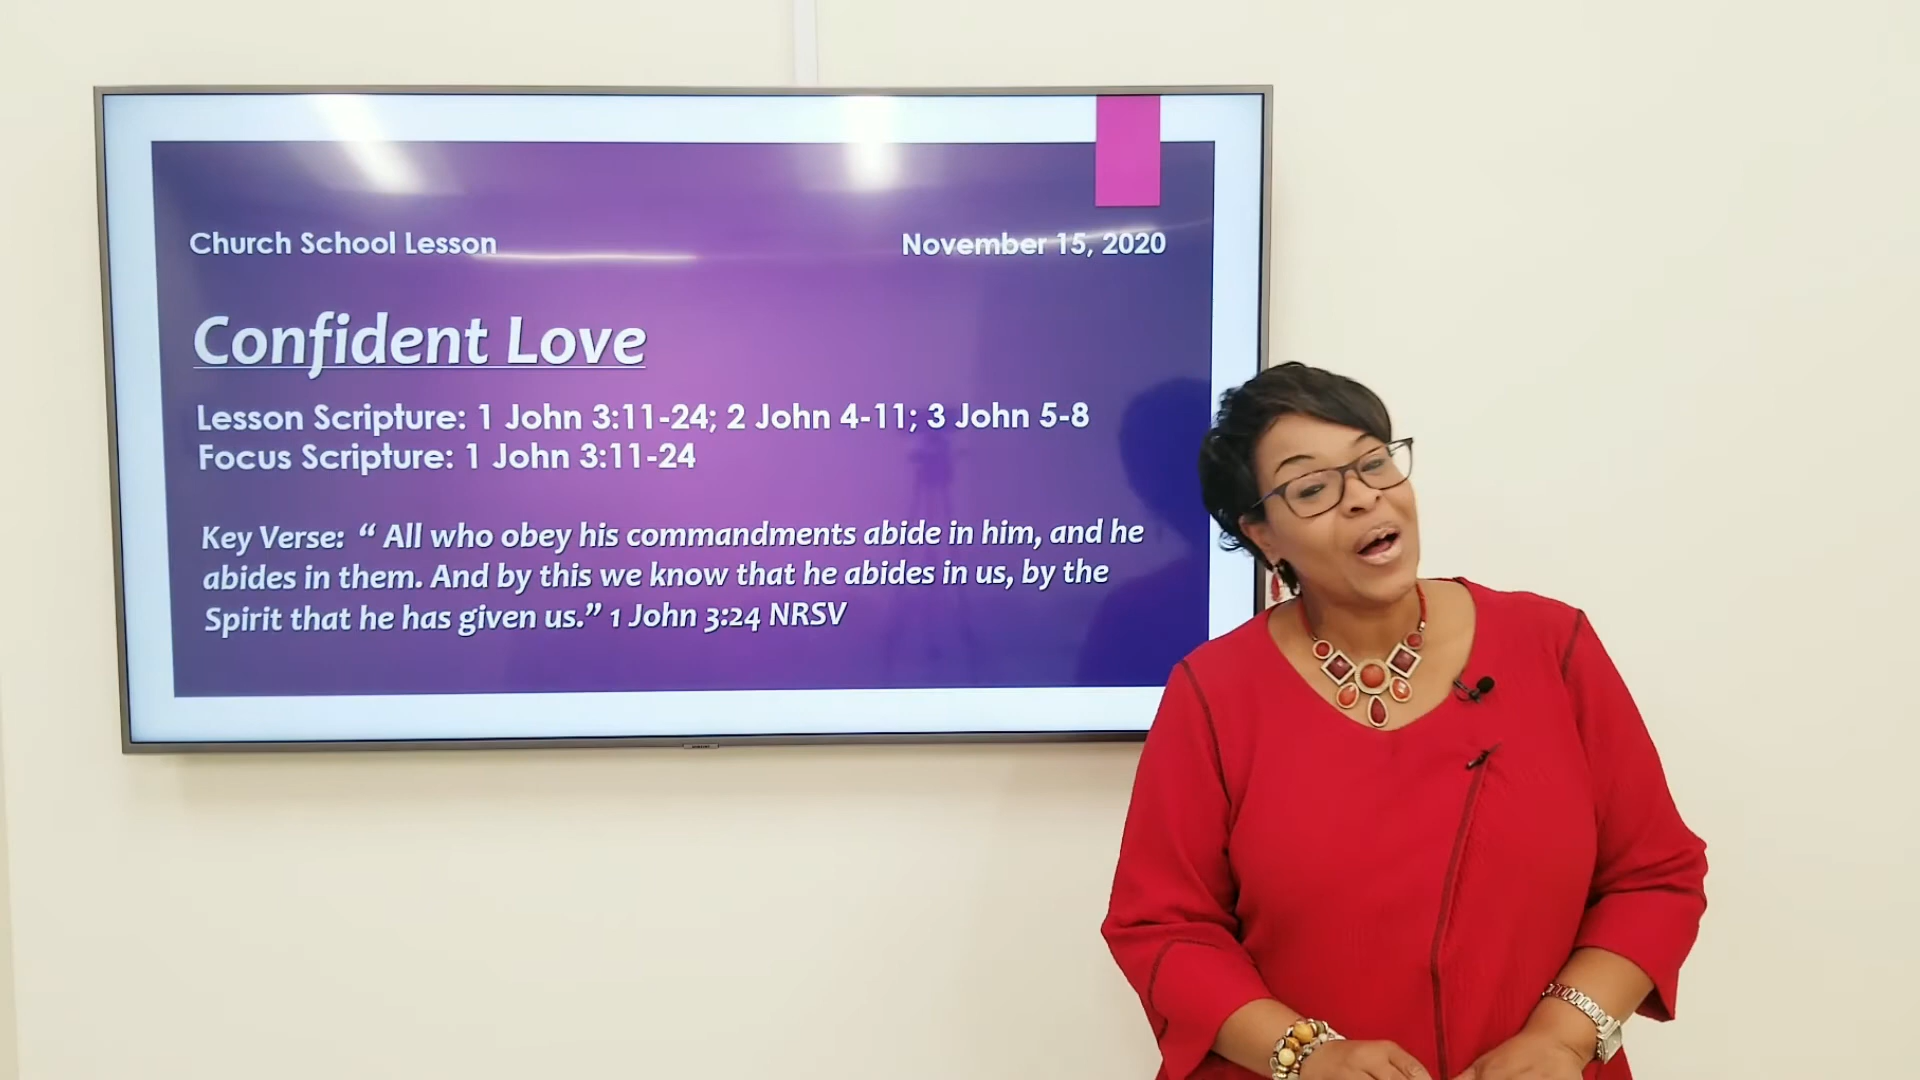 Church School Lesson November 15, 2020
Confident Love
Lesson Scripture: 1 John 3:11-24; 2 John 4-11; 3 John 5-8
Focus Scripture: 1 John 3:11-24
Key Verse: “ All who obey his commandments abide in him, and he
abides in them. And by this we know that he abides in us, by the
Spirit that he has given us.” 1 John 3:24 NRSV